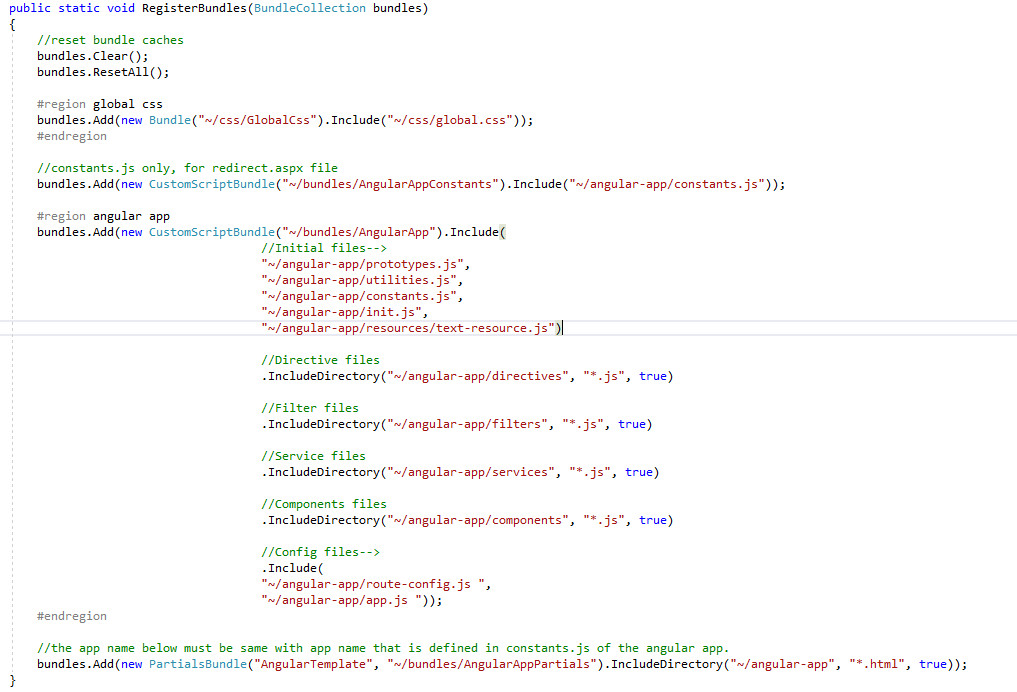 public static void RegisterBundles(BundleCollection bundles)
{
//reset bundle caches
bundles.Clear();
bundles.ResetAll();
#region global css
bundles.Add(new Bundle("~/css/GlobalCss").Include("~/css/global.css"));
#endregion
//constants.js only, for redirect.aspx file
bundles.Add(new CustomScriptBundle("~/bundles/AngularAppConstants").Include("~/angular-app/constants.js"));
#region angular app
bundles.Add(new CustomScriptBundle("~/bundles/AngularApp").Include(
//Initial files-->
"~/angular-app/prototypes.js",
"~/angular-app/utilities.js",
"~/angular-app/constants.js",
"~/angular-app/init.js",
"~/angular-app/resources/text-resource.js")
//Directive files
.IncludeDirectory("~/angular-app/directives", "*.js", true)
//Filter files
.IncludeDirectory("~/angular-app/filters", "*.js", true)
//Service files
.IncludeDirectory("~/angular-app/services", "*.js", true)
//Components files
.IncludeDirectory("~/angular-app/components", "*.js", true)
//Config files-->
.Include(
"~/angular-app/route-config.js ",
"~/angular-app/app.js "));
#endregion
//the app name below must be same with app name that is defined in constants.js of the angular app.
bundles.Add(new PartialsBundle("AngularTemplate", "~/bundles/AngularAppPartials").IncludeDirectory("~/angular-app", "*.html", true));
}